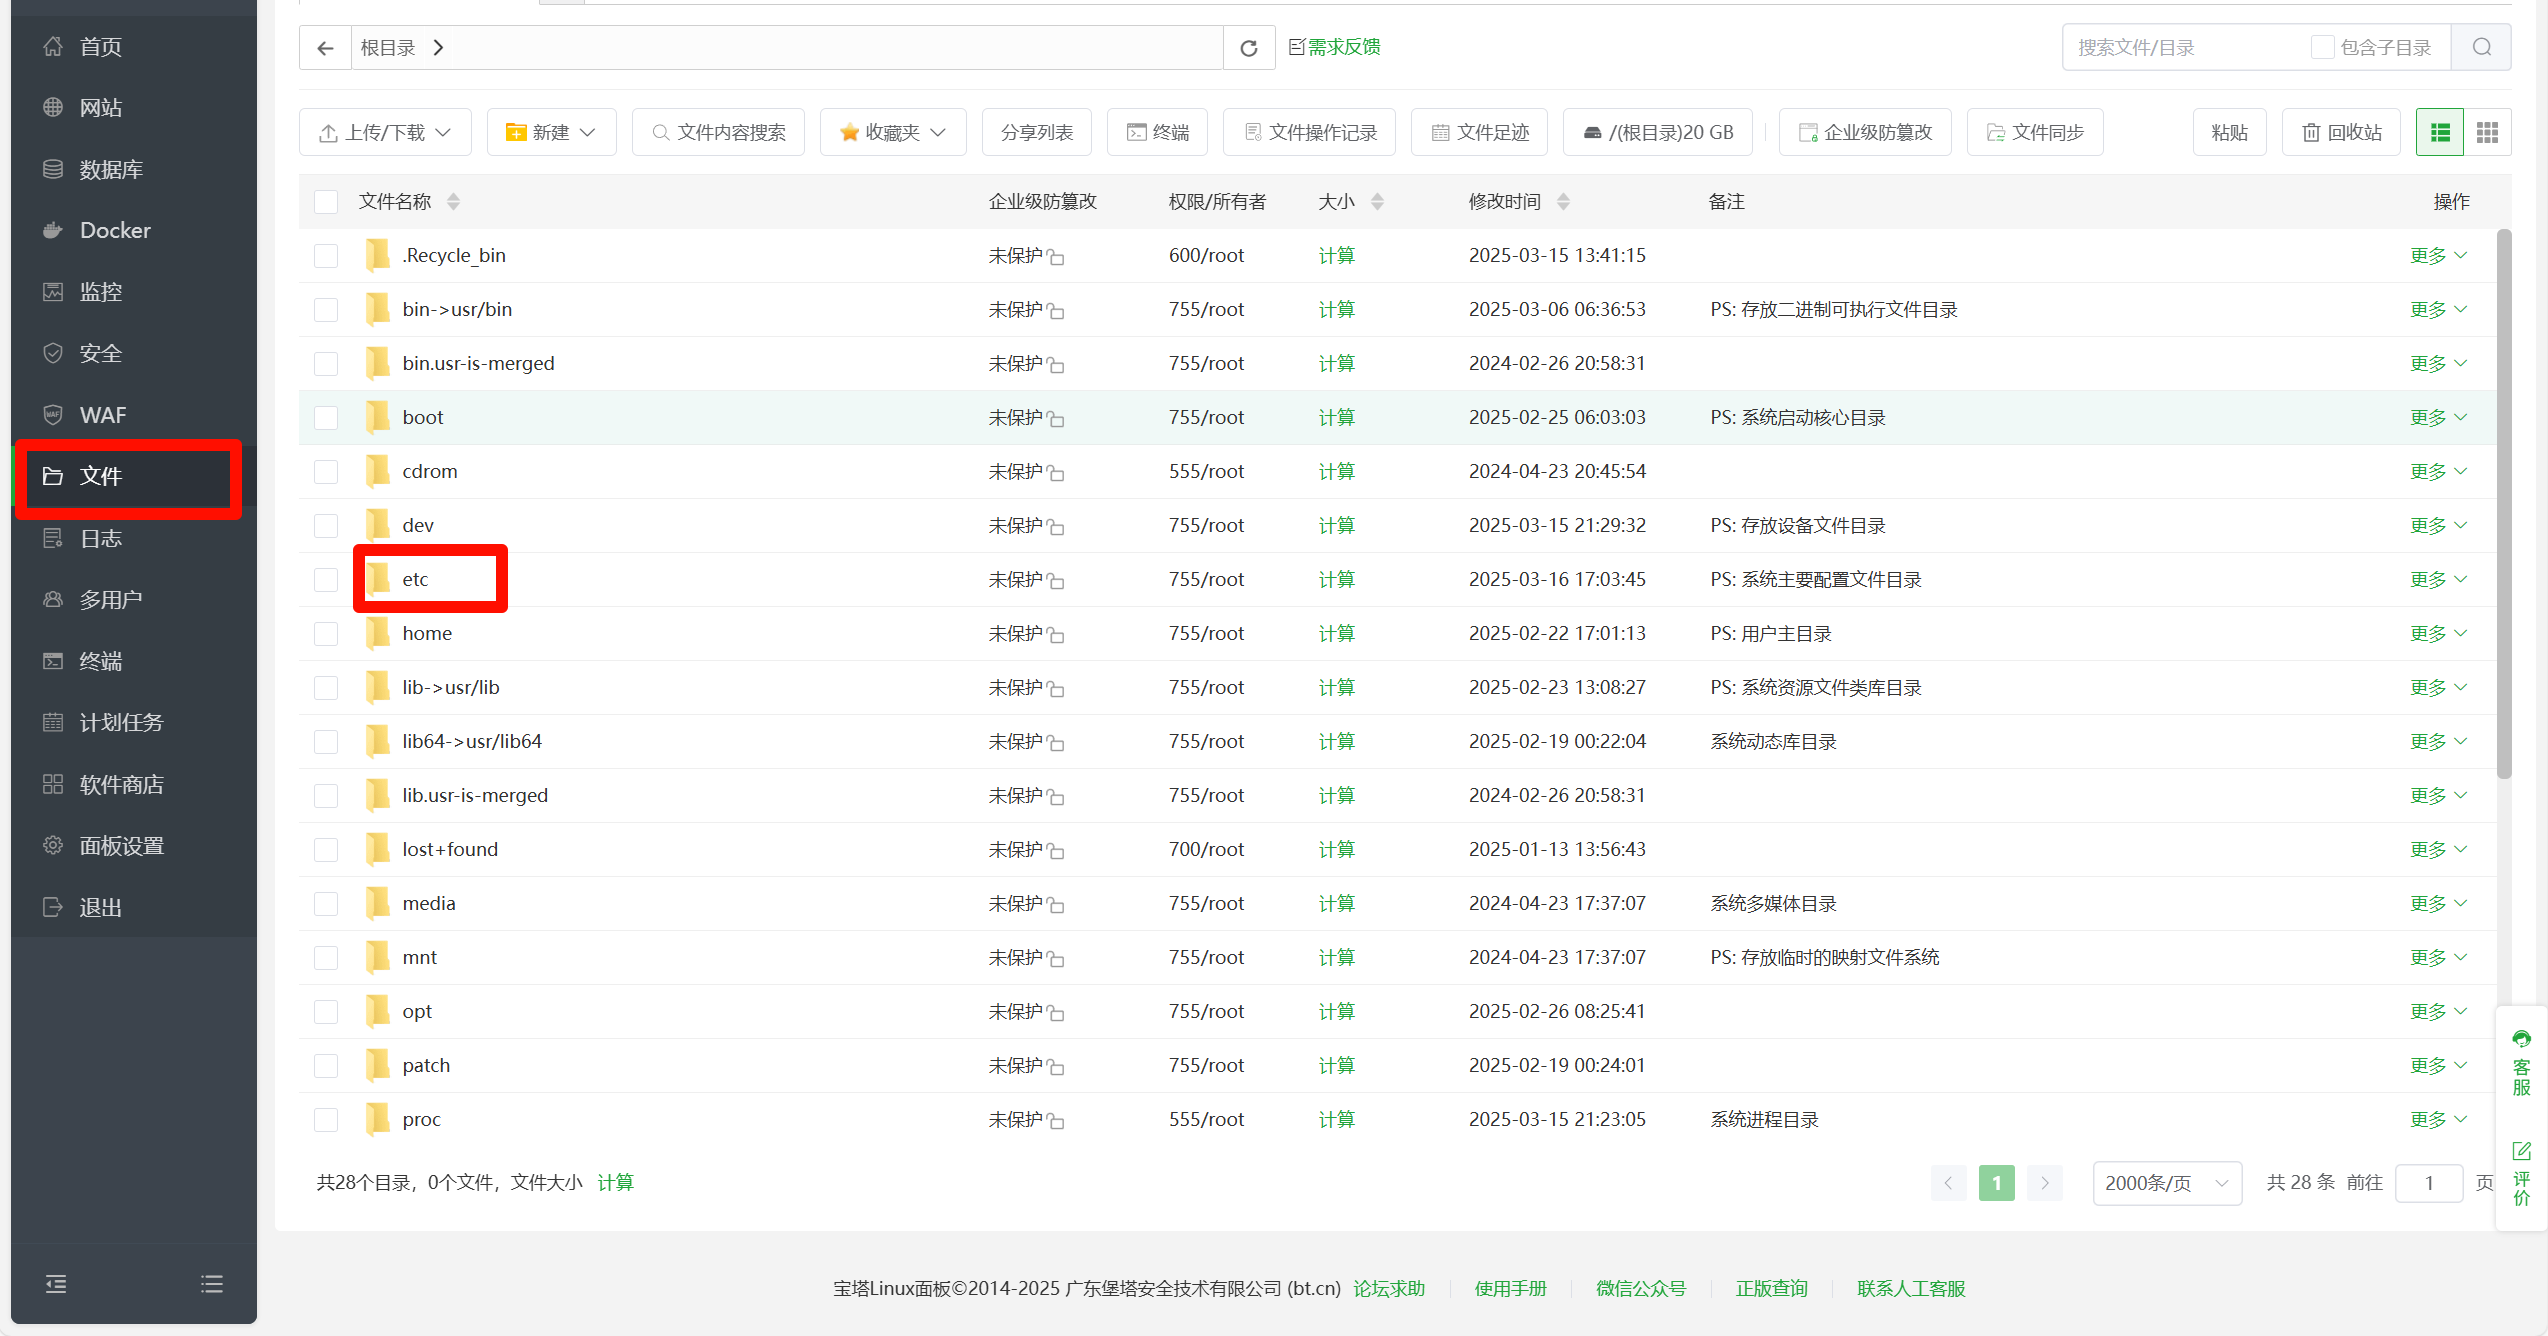 首页
网站
数据库
Docker
监控
安全
WAF
文件
日志
多用户
终端
计划任务
软件商店
面板设置
退出
根目录
需求反馈
搜索文件/目录 包含子目录
上传/下载 新建 文件内容搜索 收藏夹 分享列表 终端 文件操作记录 文件足迹 /(根目录)20 GB 企业级防篡改 文件同步 粘贴 回收站
文件名称 企业级防篡改 权限/所有者 大小 修改时间 备注 操作
.Recycle_bin 未保护 600/root 计算 2025-03-15 13:41:15 更多
bin->usr/bin 未保护 755/root 计算 2025-03-06 06:36:53 PS: 存放二进制可执行文件目录 更多
bin.usr-is-merged 未保护 755/root 计算 2024-02-26 20:58:31 更多
boot 未保护 755/root 计算 2025-02-25 06:03:03 PS: 系统启动核心目录 更多
cdrom 未保护 555/root 计算 2024-04-23 20:45:54 更多
dev 未保护 755/root 计算 2025-03-15 21:29:32 PS: 存放设备文件目录 更多
etc 未保护 755/root 计算 2025-03-16 17:03:45 PS: 系统主要配置文件目录 更多
home 未保护 755/root 计算 2025-02-22 17:01:13 PS: 用户主目录 更多
lib->usr/lib 未保护 755/root 计算 2025-02-23 13:08:27 PS: 系统资源文件类库目录 更多
lib64->usr/lib64 未保护 755/root 计算 2025-02-19 00:22:04 系统动态库目录 更多
lib.usr-is-merged 未保护 755/root 计算 2024-02-26 20:58:31 更多
lost+found 未保护 700/root 计算 2025-01-13 13:56:43 更多
media 未保护 755/root 计算 2024-04-23 17:37:07 系统多媒体目录 更多
mnt 未保护 755/root 计算 2024-04-23 17:37:07 PS: 存放临时的映射文件系统 更多
opt 未保护 755/root 计算 2025-02-26 08:25:41 更多
patch 未保护 755/root 计算 2025-02-19 00:24:01 更多
proc 未保护 555/root 计算 2025-03-15 21:23:05 系统进程目录 更多
共28个目录，0个文件，文件大小 计算
1 2000条/页 共 28 条 前往 1 页
客服
评价
宝塔Linux面板©2014-2025 广东堡塔安全技术有限公司 (bt.cn) 论坛求助 使用手册 微信公众号 正版查询 联系人工客服